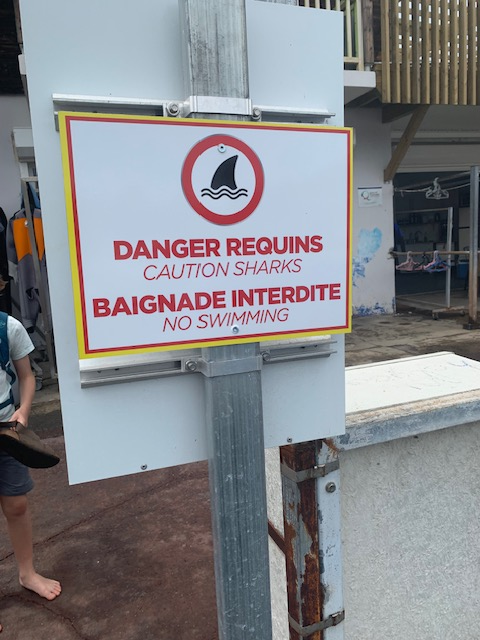 DANGER REQUINS
CAUTION SHARKS
BAIGNADE INTERDITE
NO SWIMMING